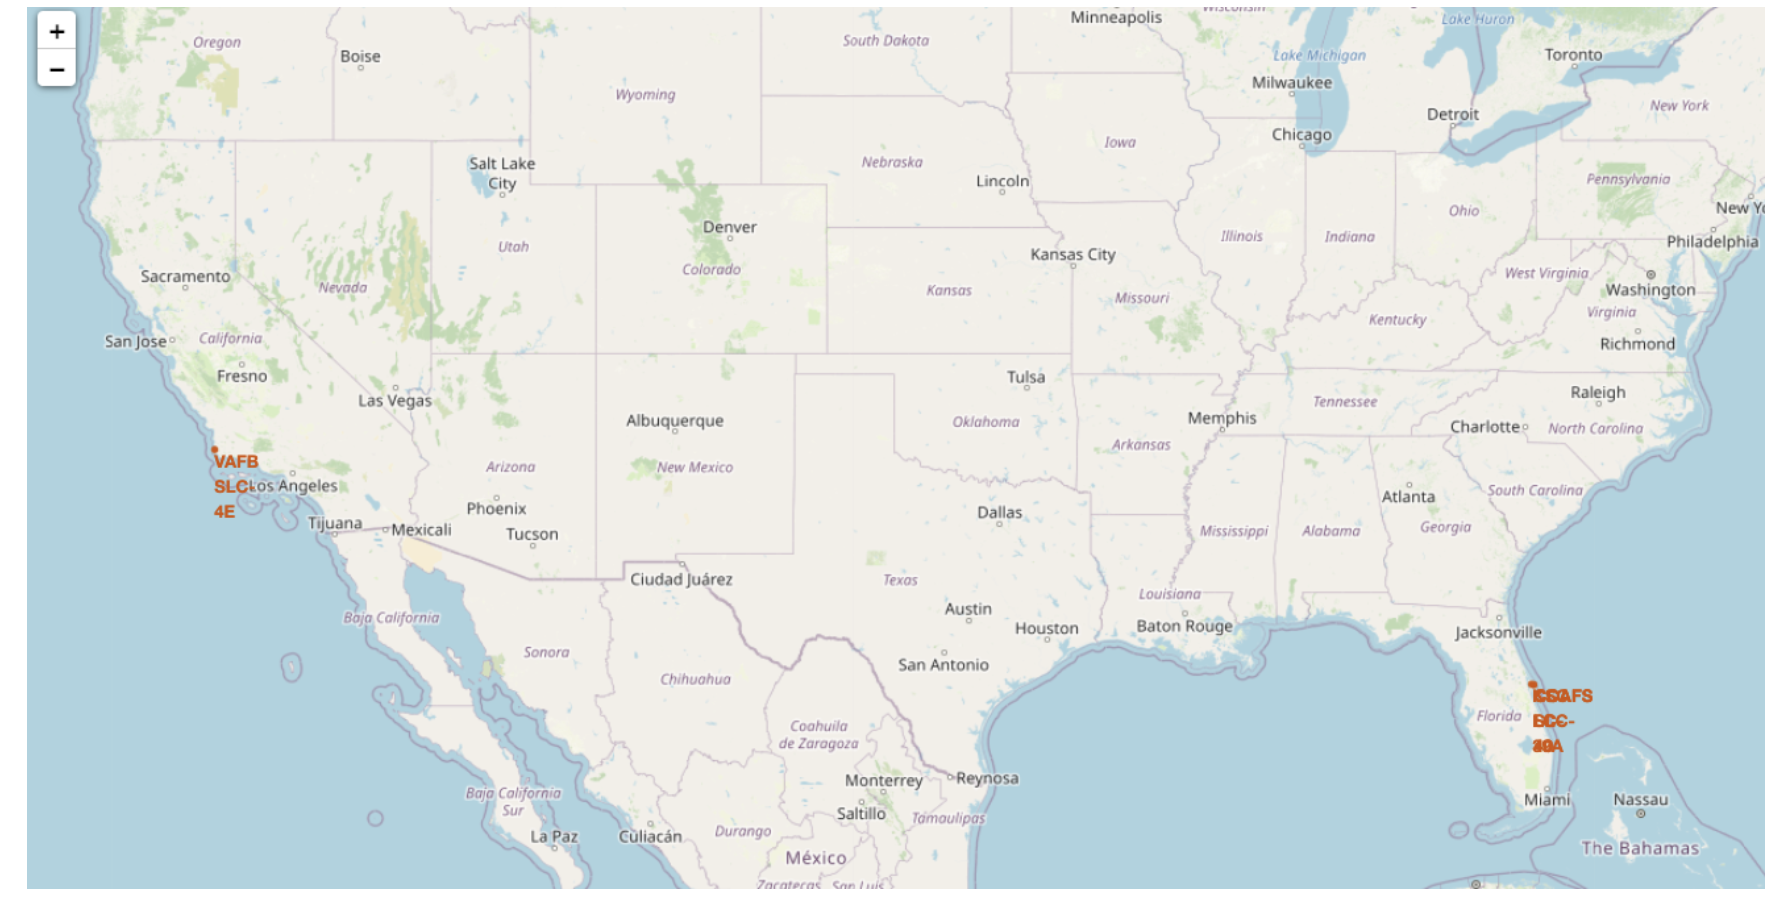 +
−
Oregon
Boise
Wyoming
South Dakota
Minneapolis
Wisconsin
Lake Michigan
Lake Huron
Toronto
Milwaukee
Detroit
New York
Chicago
Iowa
Nebraska
Lincoln
Salt Lake
City
Pennsylvania
Ohio
New Yo
Philadelphia
Denver
Utah
Colorado
Illinois
Indiana
Kansas City
Sacramento
Nevada
Kansas
Missouri
West Virginia
Washington
Virginia
Kentucky
San Jose
California
Richmond
Fresno
Las Vegas
Tulsa
Raleigh
Albuquerque
Oklahoma
Memphis
Tennessee
Charlotte
North Carolina
Arkansas
VAFB
SLC-
4E
Los Angeles
Arizona
New Mexico
Phoenix
Tucson
Tijuana
Mexicali
Dallas
Atlanta
South Carolina
Mississippi
Alabama
Georgia
Ciudad Juárez
Texas
Louisiana
Baja California
Austin
Houston
Baton Rouge
Jacksonville
Sonora
San Antonio
Chihuahua
Florida
Coahuila
de Zaragoza
Monterrey
Reynosa
Saltillo
Tamaulipas
Baja California
Sur
La Paz
Culiacán
Durango
México
Zacatecas
San Luis
Miami
Nassau
The Bahamas